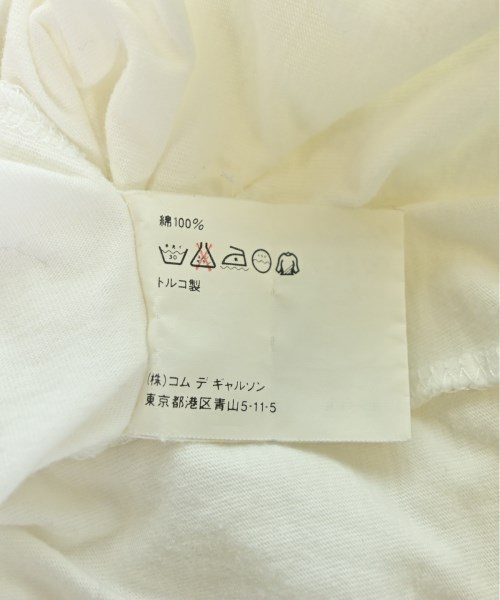 綿100%
30
トルコ製
(株)コム デ ギャルソン
東京都港区青山5-11-5